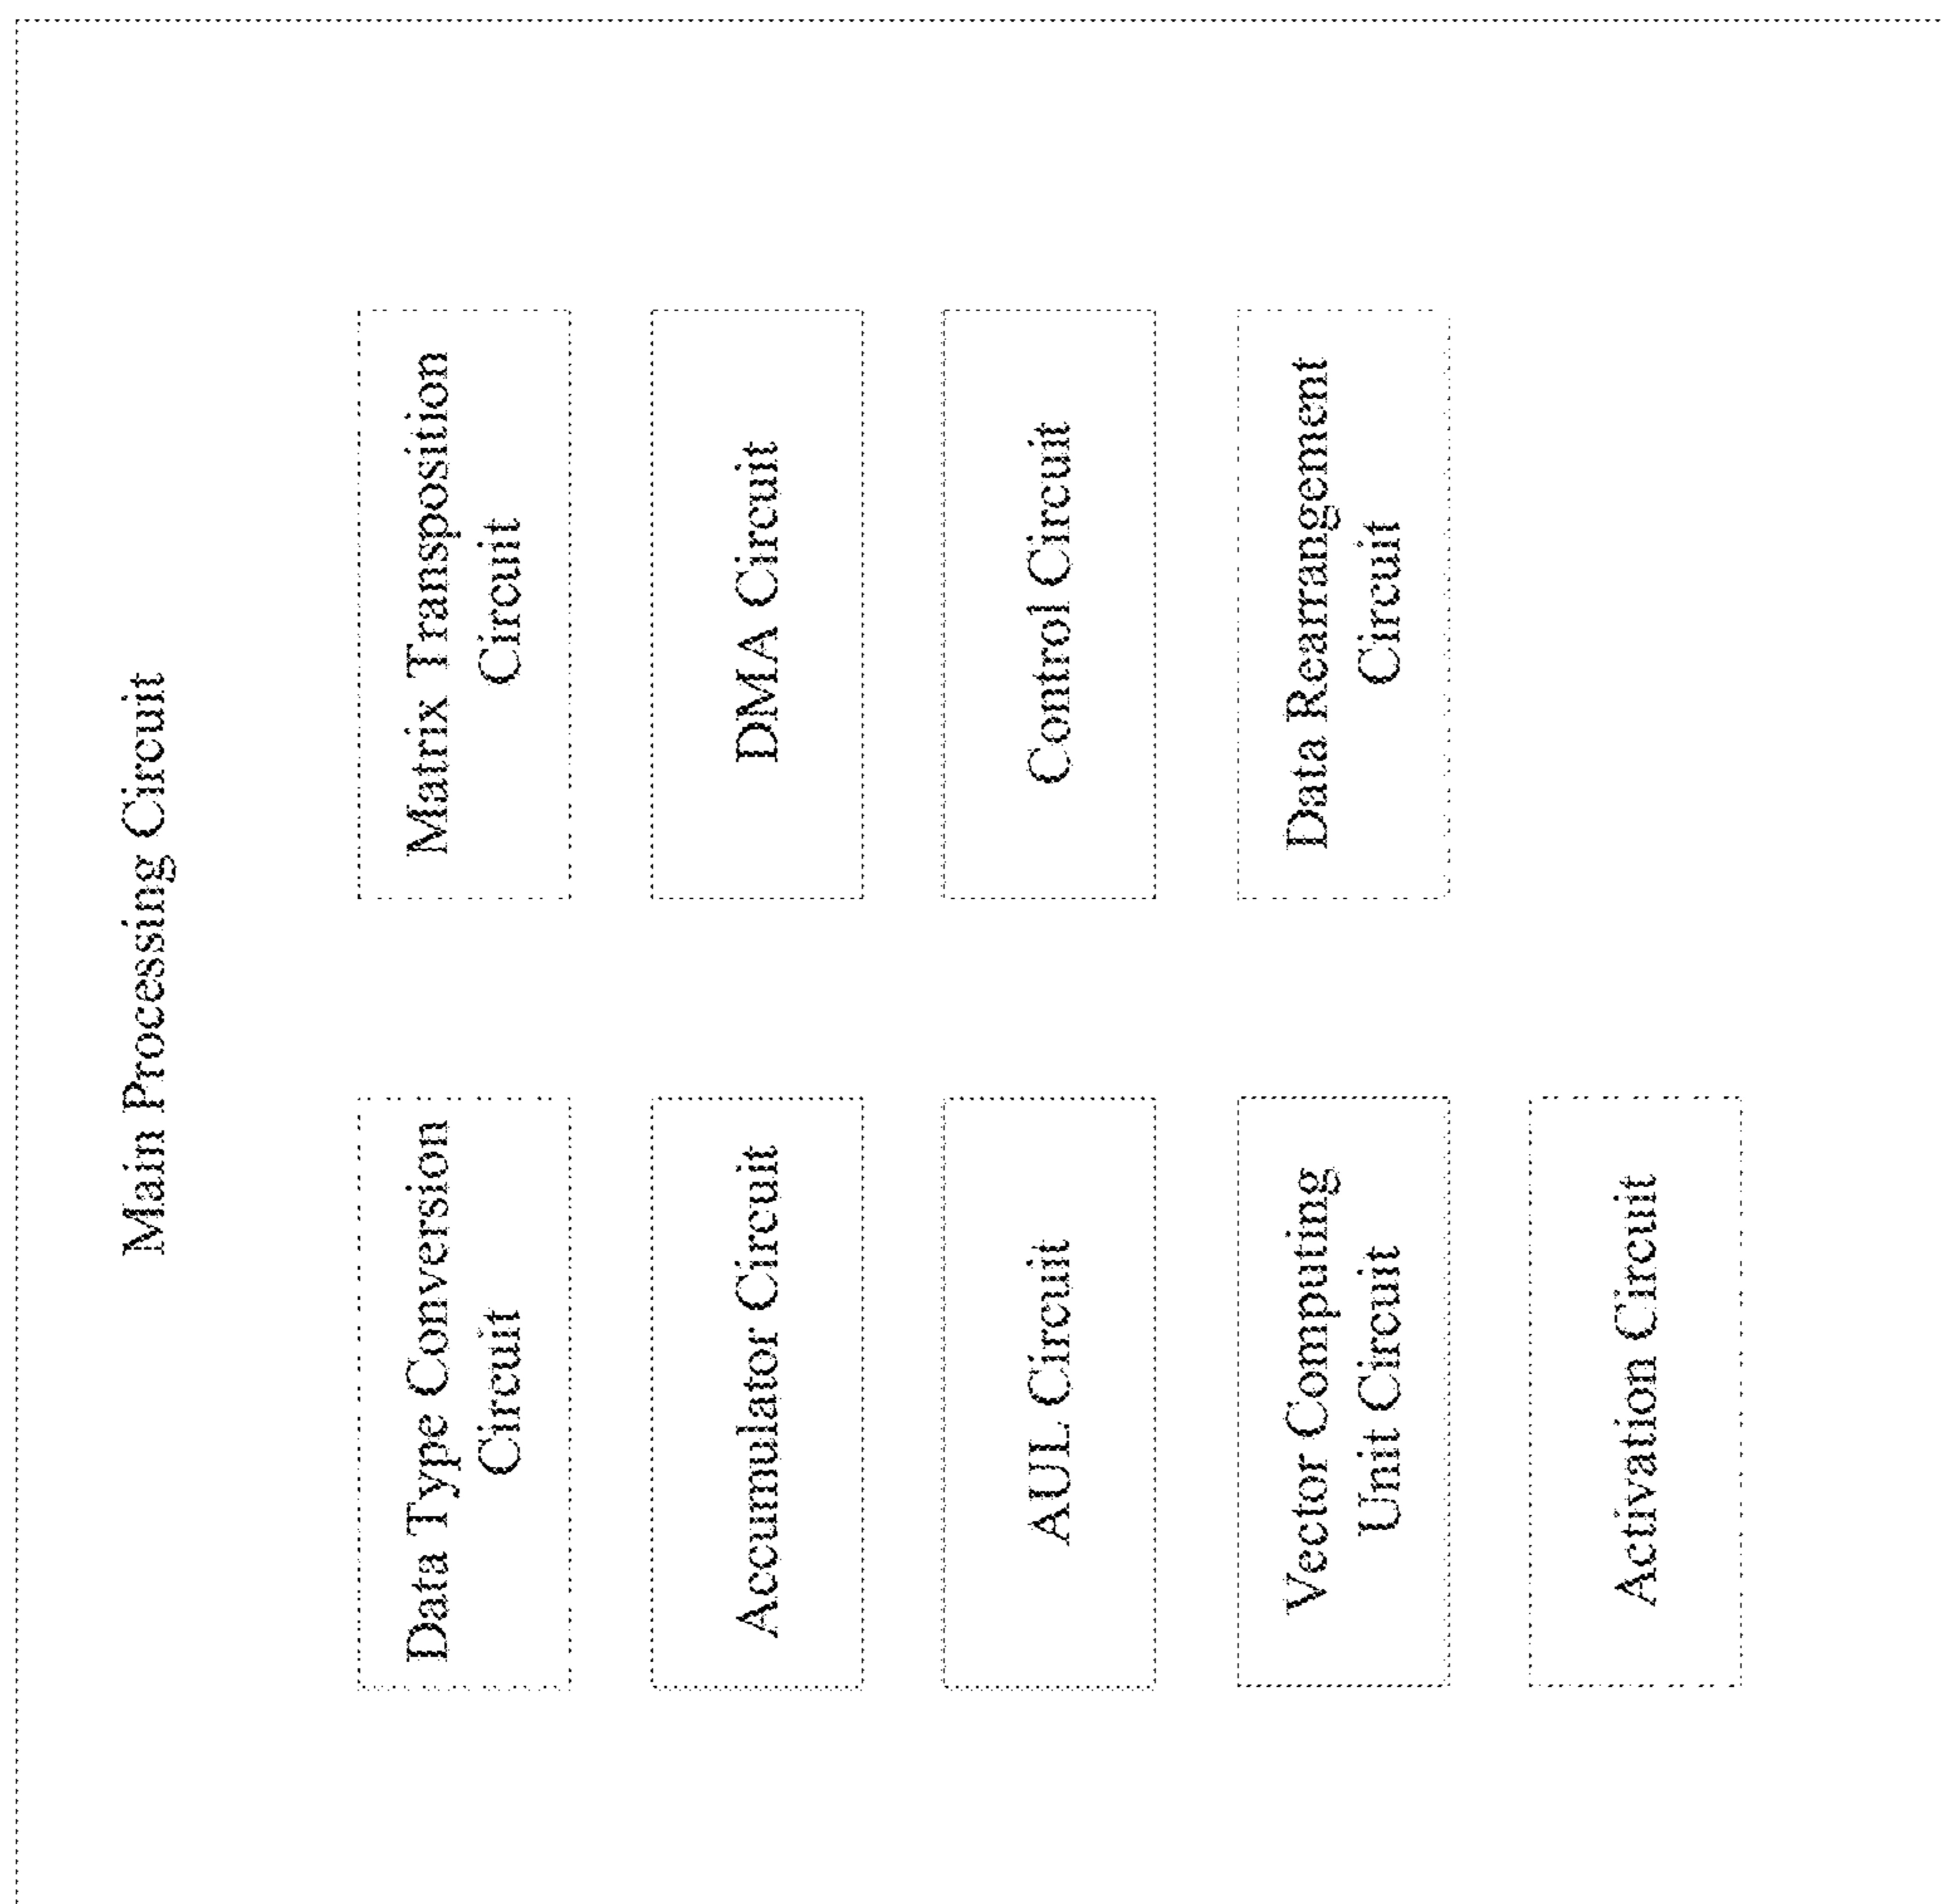 Main Processing Circuit
Data Type Conversion
Circuit
Matrix Transposition
Circuit
Accumulator Circuit
DMA Circuit
AUL Circuit
Control Circuit
Vector Computing
Unit Circuit
Data Rearrangement
Circuit
Activation Circuit